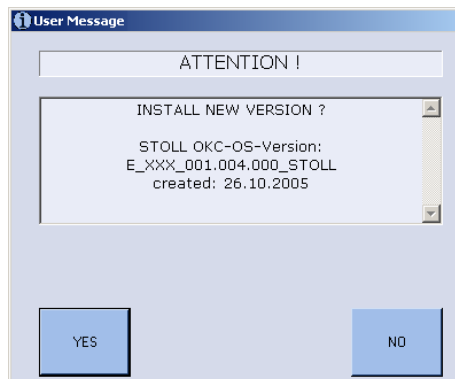 User Message
ATTENTION !
INSTALL NEW VERSION ?
STOLL OKC-OS-Version:
E_XXX_001.004.000_STOLL
created: 26.10.2005
YES
NO